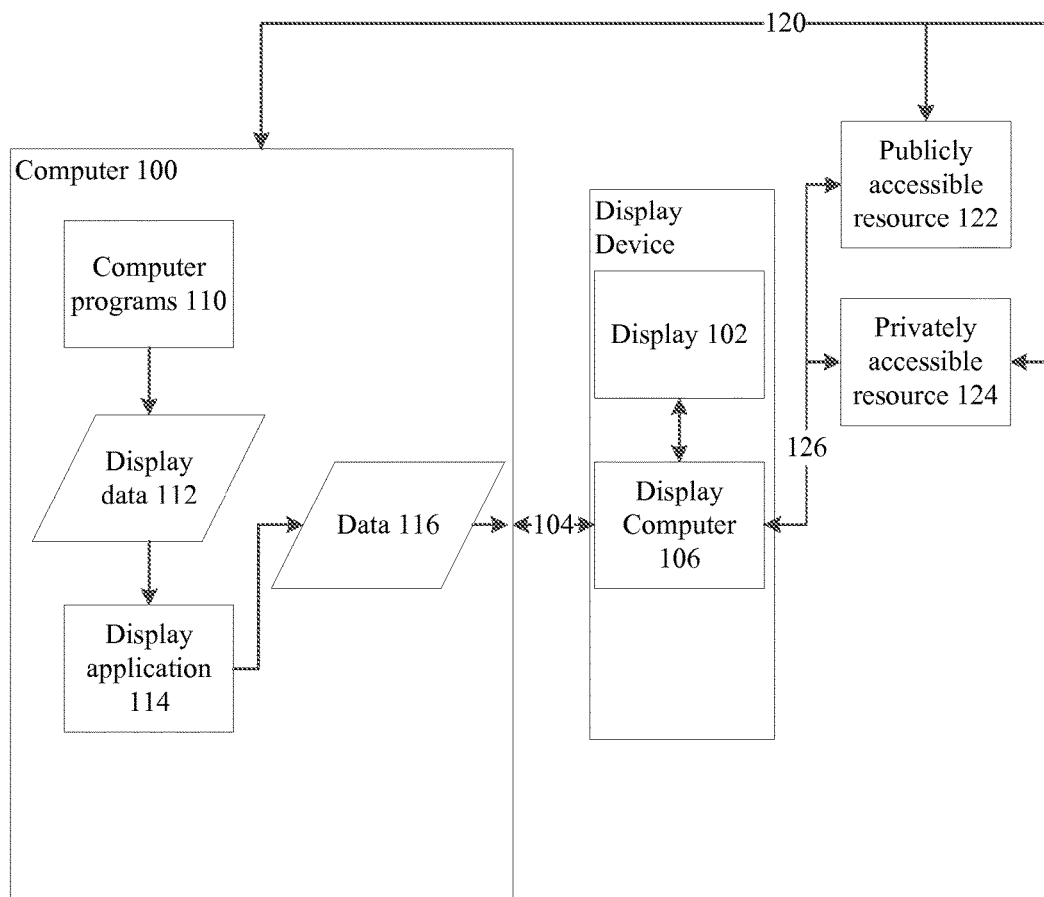 120
Computer 100
Computer
programs 110
Display
data 112
Display
application
114
Data 116
104
Display
Device
Display 102
Display
Computer
106
126
Publicly
accessible
resource 122
Privately
accessible
resource 124